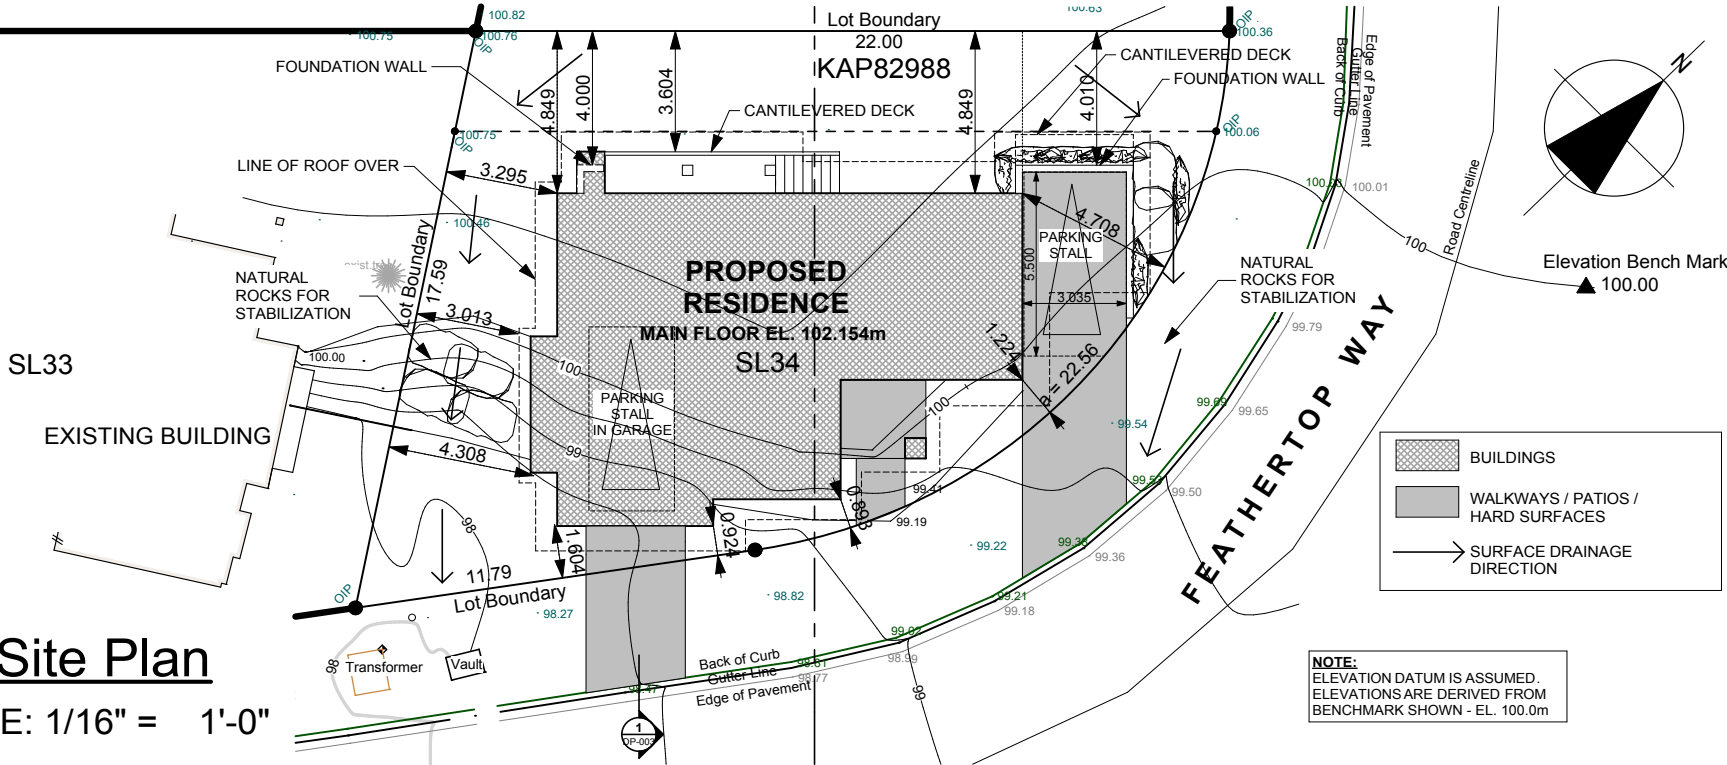 100.82
100.75
100.76
OIP
Lot Boundary
22.00
KAP82988
100.63
OIP
100.36
Back of Curb
Gutter Line
Edge of Pavement
N
FOUNDATION WALL
CANTILEVERED DECK
FOUNDATION WALL
CANTILEVERED DECK
4.849
4.000
3.604
4.849
4.010
100.75
OIP
OIP
100.06
LINE OF ROOF OVER
3.295
100.00
100.01
Road Centreline
100.46
4.708
PARKING
STALL
5.500
3.035
100
Elevation Bench Mark
100.00
NATURAL
ROCKS FOR
STABILIZATION
Lot Boundary
17.59
3.013
PROPOSED
RESIDENCE
MAIN FLOOR EL. 102.154m
SL34
NATURAL
ROCKS FOR
STABILIZATION
99.79
SL33
100.00
100
1.224
a = 22.56
FEATHERTOP WAY
PARKING
STALL
IN GARAGE
100
99.69
99.65
99.54
EXISTING BUILDING
4.308
99
99.53
99.50
99.41
99.19
0.893
0.924
1.604
98
99.22
99.38
99.36
BUILDINGS
WALKWAYS / PATIOS /
HARD SURFACES
SURFACE DRAINAGE
DIRECTION
OIP
11.79
Lot Boundary
98.27
98.82
99.21
99.18
99.02
98.99
Site Plan
E: 1/16" = 1'-0"
98
Transformer
Vault
Back of Curb
Gutter Line
Edge of Pavement
98.81
98.77
98.47
99
1
DP-003
NOTE:
ELEVATION DATUM IS ASSUMED.
ELEVATIONS ARE DERIVED FROM
BENCHMARK SHOWN - EL. 100.0m